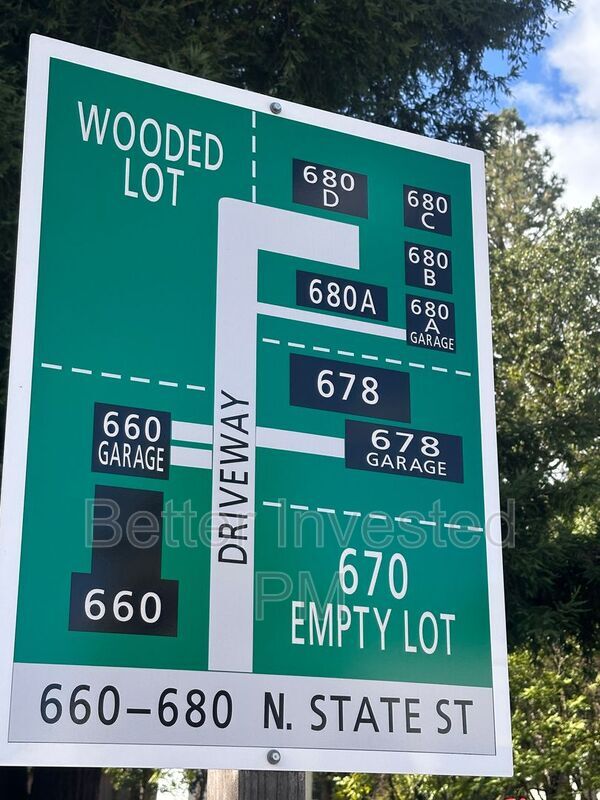 WOODED
LOT
680
D
680
C
680
B
680A
680
A
GARAGE
678
660
GARAGE
678
GARAGE
DRIVEWAY
660
670
EMPTY LOT
Better Invested
PM
660-680 N. STATE ST